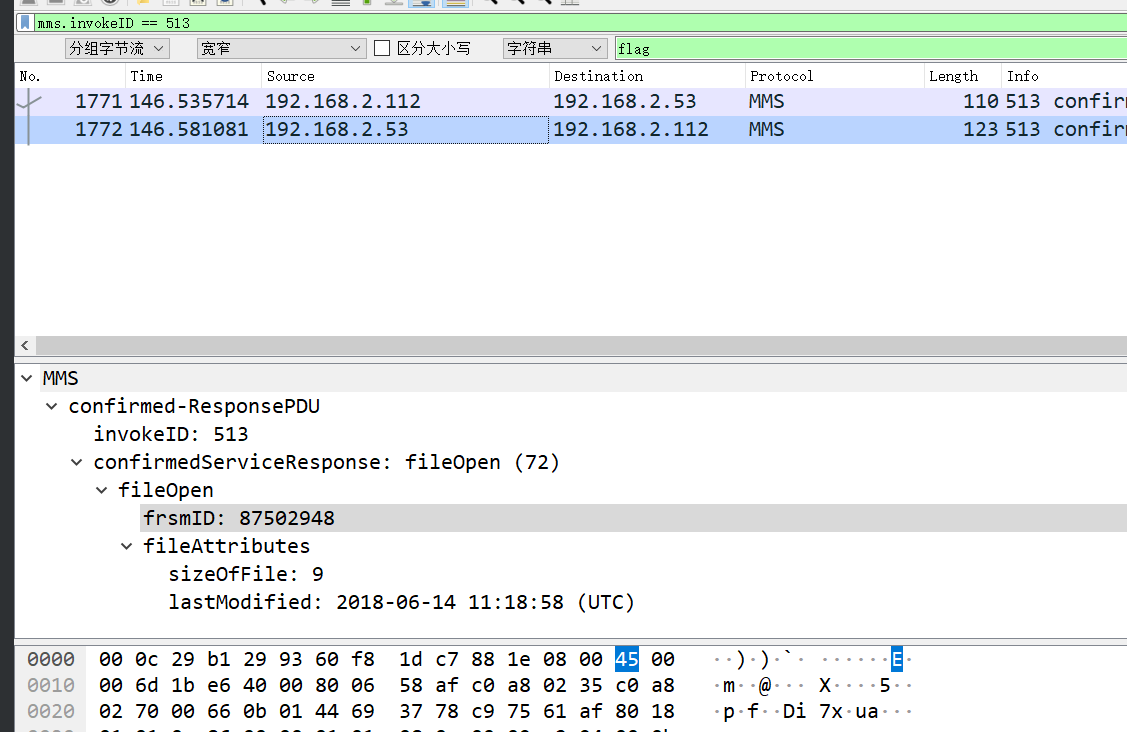 mms.invokeID == 513
分组字节流 宽窄 区分大小写 字符串 flag
No. Time Source Destination Protocol Length Info
1771 146.535714 192.168.2.112 192.168.2.53 MMS 110 513 confir
1772 146.581081 192.168.2.53 192.168.2.112 MMS 123 513 confir
MMS
confirmed-ResponsePDU
invokeID: 513
confirmedServiceResponse: fileOpen (72)
fileOpen
frsmID: 87502948
fileAttributes
sizeOfFile: 9
lastModified: 2018-06-14 11:18:58 (UTC)
0000 00 0c 29 b1 29 93 60 f8 1d c7 88 1e 08 00 45 00 ··)·)·`· ······E·
0010 00 6d 1b e6 40 00 80 06 58 af c0 a8 02 35 c0 a8 ·m··@··· X····5··
0020 02 70 00 66 0b 01 44 69 37 78 c9 75 61 af 80 18 ·p·f··Di 7x·ua···